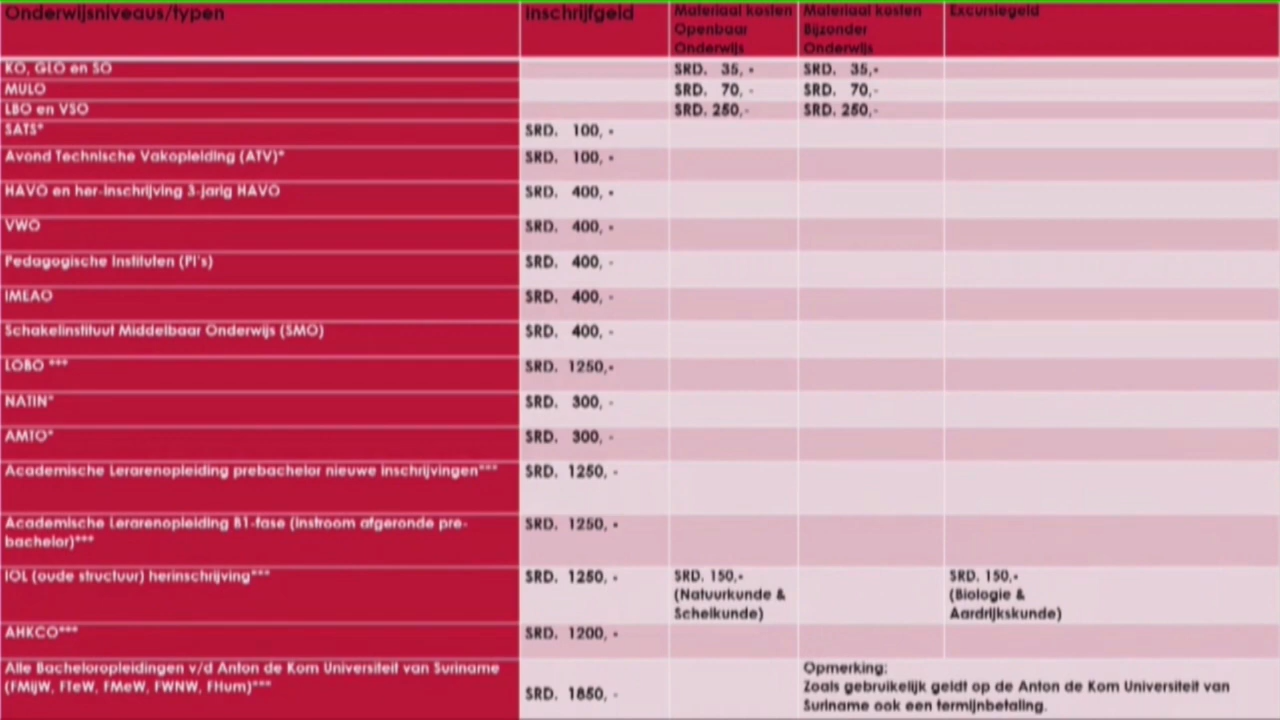 Onderwijsniveaus/typen Inschrijfgeld Materiaal kosten Openbaar Onderwijs Materiaal kosten Bijzonder Onderwijs Excursiegeld
KO, GLO en SO SRD. 35, - SRD. 35,-
MULO SRD. 70, - SRD. 70,-
LBO en VSO SRD. 250,- SRD. 250,-
SATS* SRD. 100, -
Avond Technische Vakopleiding (ATV)* SRD. 100, -
HAVO en her-inschrijving 3-jarig HAVO SRD. 400, -
VWO SRD. 400, -
Pedagogische Instituten (PI's) SRD. 400, -
IMEAO SRD. 400, -
Schakelinstituut Middelbaar Onderwijs (SMO) SRD. 400, -
LOBO *** SRD. 1250,-
NATIN* SRD. 300, -
AMTO* SRD. 300, -
Academische Lerarenopleiding prebachelor nieuwe inschrijvingen*** SRD. 1250, -
Academische Lerarenopleiding B1-fase (instroom afgeronde pre- SRD. 1250, -
bachelor)***
IOL (oude structuur) herinschrijving*** SRD. 1250, - SRD. 150,- SRD. 150,-
(Natuurkunde & (Biologie &
Scheikunde) Aardrijkskunde)
AHKCO*** SRD. 1200, -
Alle Bacheloropleidingen v/d Anton de Kom Universiteit van Suriname Opmerking:
(FMijW, FTeW, FMeW, FWNW, FHum)*** SRD. 1850, - Zoals gebruikelijk geldt op de Anton de Kom Universiteit van
Suriname ook een termijnbetaling.